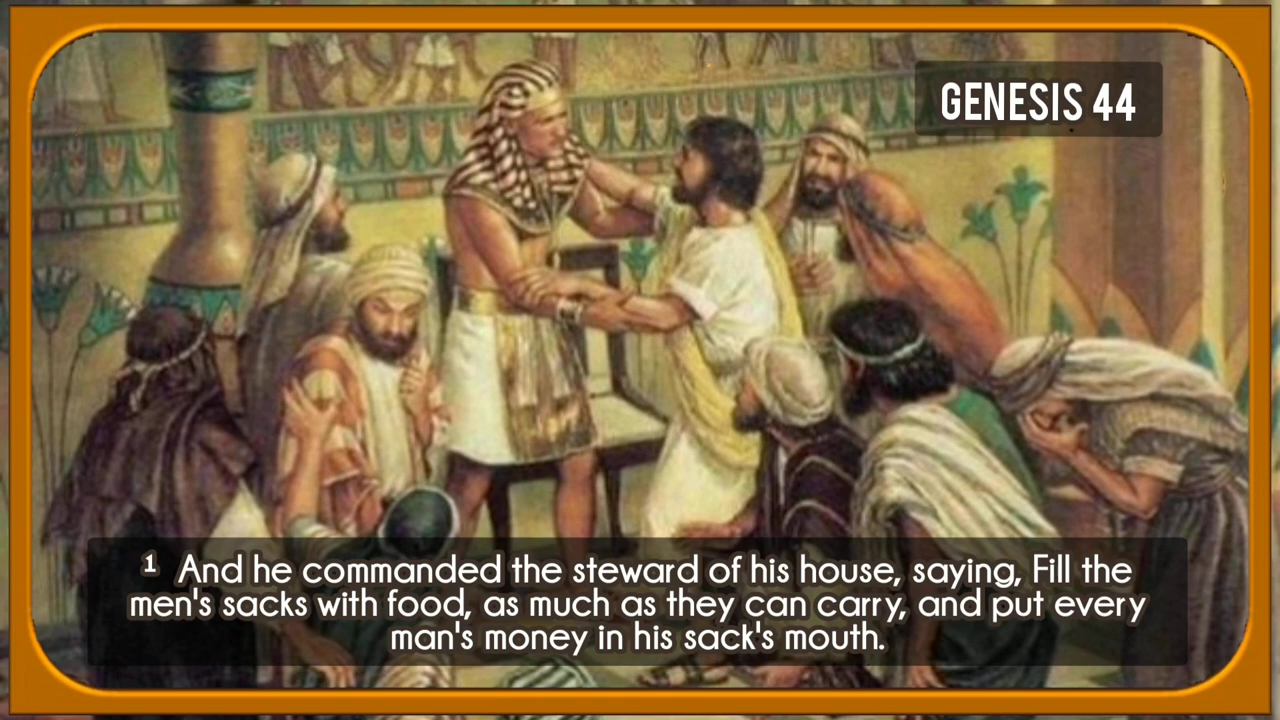 GENESIS 44
1 And he commanded the steward of his house, saying, Fill the
men's sacks with food, as much as they can carry, and put every
man's money in his sack's mouth.